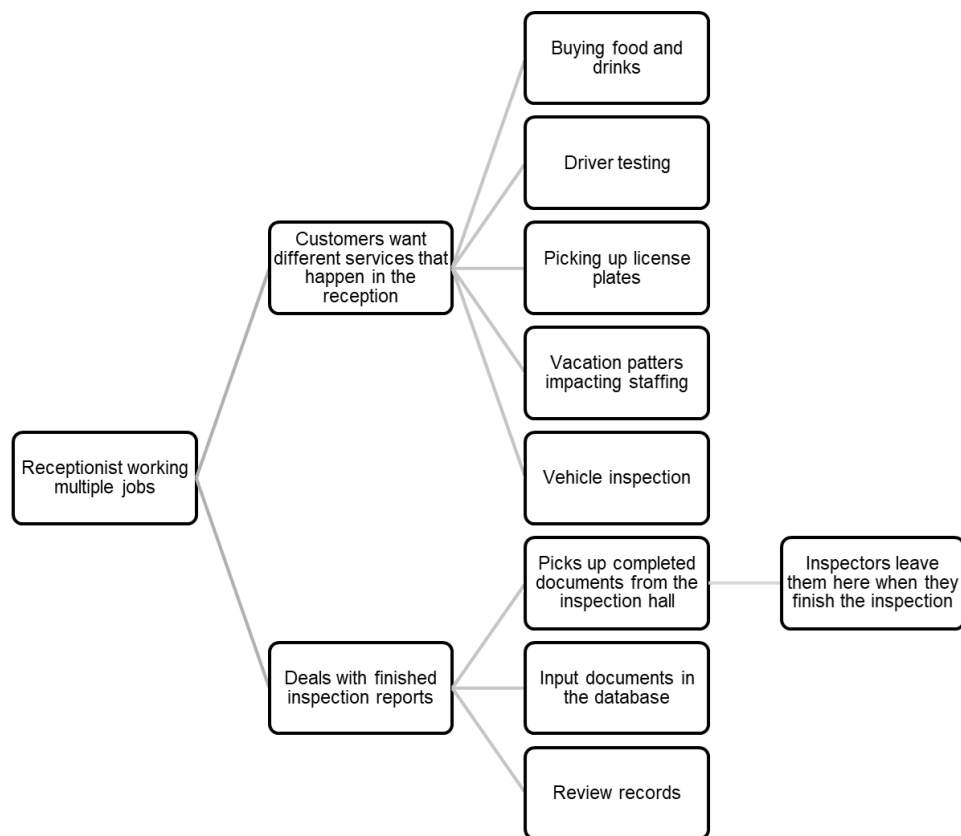 Buying food and
drinks
Driver testing
Customers want
different services that
happen in the
reception
Picking up license
plates
Vacation patters
impacting staffing
Receptionist working
multiple jobs
Vehicle inspection
Picks up completed
documents from the
inspection hall
Inspectors leave
them here when they
finish the inspection
Deals with finished
inspection reports
Input documents in
the database
Review records